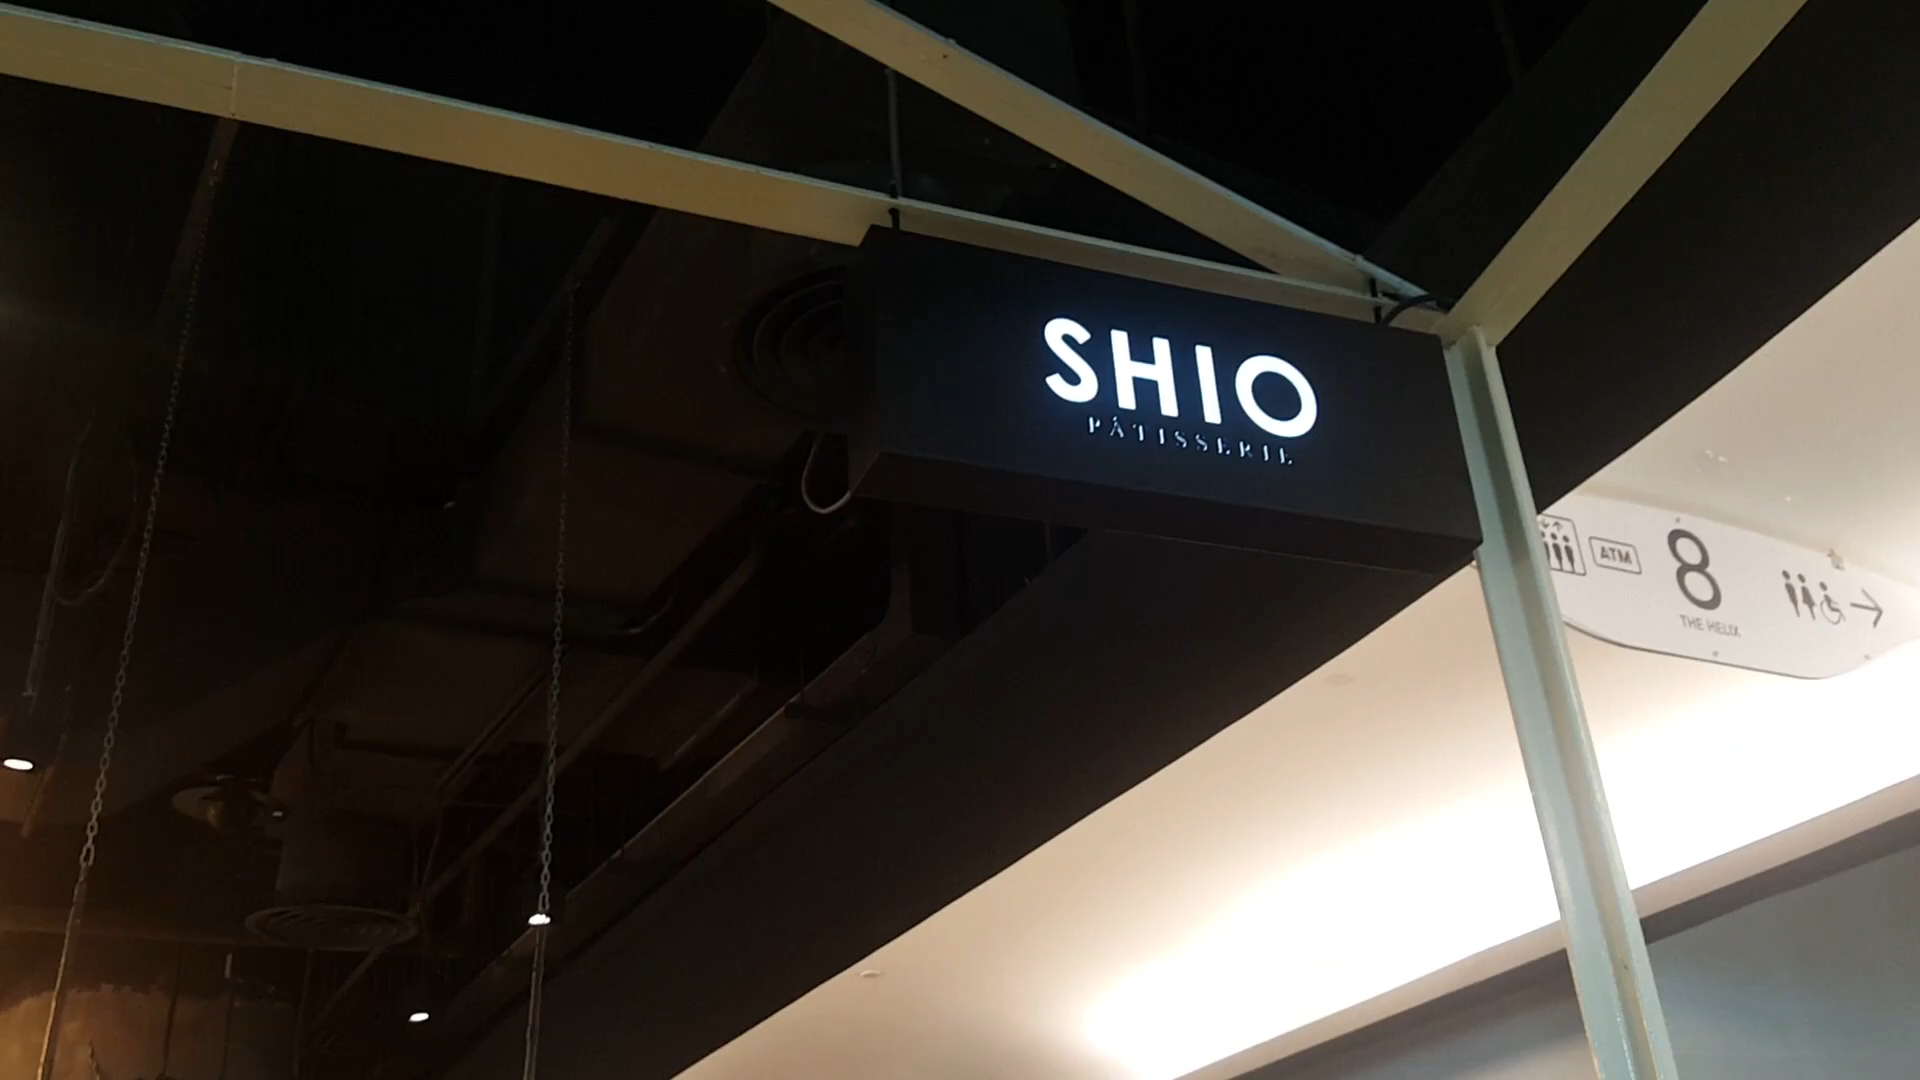 SHIO
PÂTISSERIE
ATM
8
THE HELIX